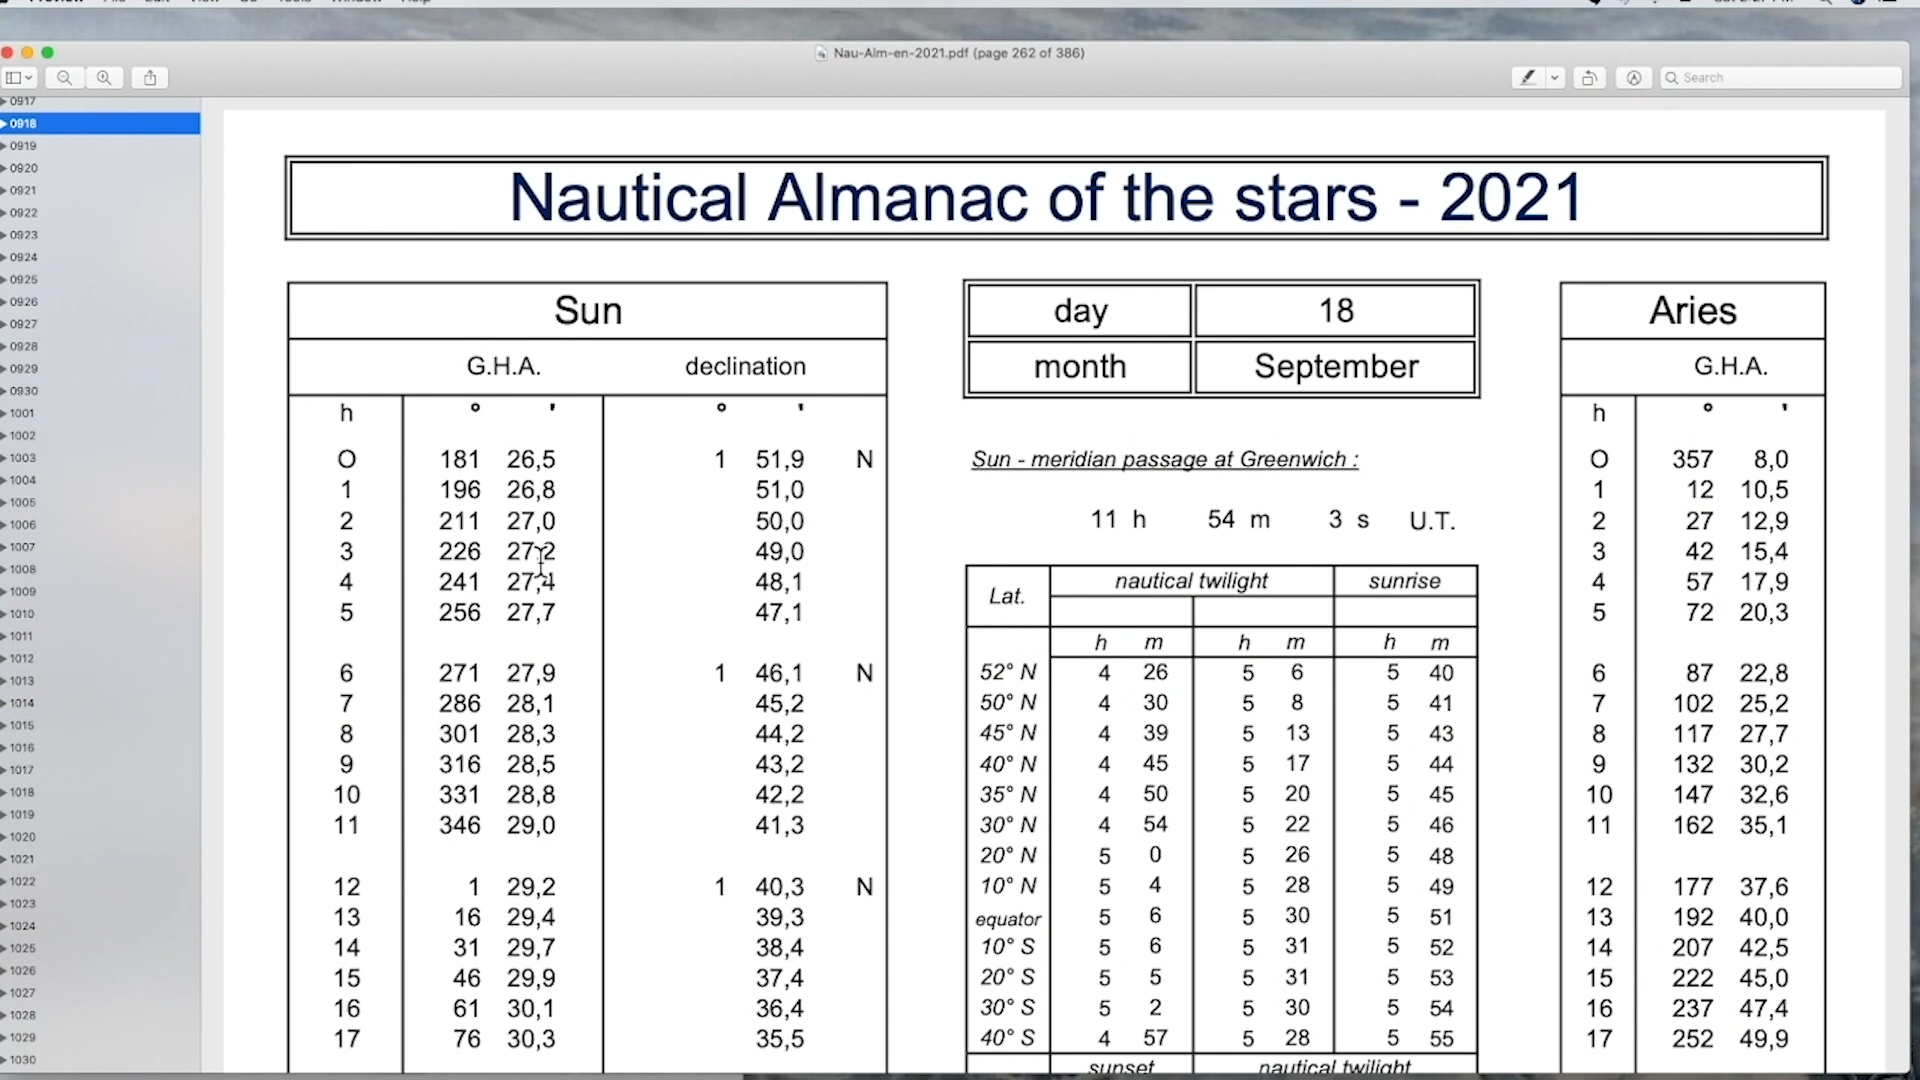 Nau-Alm-en-2021.pdf (page 262 of 386)
Search
0917
0918
0919
0920
0921
0922
0923
0924
0925
0926
0927
0928
0929
0930
1001
1002
1003
1004
1005
1006
1007
1008
1009
1010
1011
1012
1013
1014
1015
1016
1017
1018
1019
1020
1021
1022
1023
1024
1025
1026
1027
1028
1029
1030
Nautical Almanac of the stars - 2021
Sun
G.H.A. declination
h ° ' ° '
O 181 26,5 1 51,9 N
1 196 26,8 51,0
2 211 27,0 50,0
3 226 27,2 49,0
4 241 27,4 48,1
5 256 27,7 47,1
6 271 27,9 1 46,1 N
7 286 28,1 45,2
8 301 28,3 44,2
9 316 28,5 43,2
10 331 28,8 42,2
11 346 29,0 41,3
12 1 29,2 1 40,3 N
13 16 29,4 39,3
14 31 29,7 38,4
15 46 29,9 37,4
16 61 30,1 36,4
17 76 30,3 35,5
day 18
month September
Sun - meridian passage at Greenwich :
11 h 54 m 3 s U.T.
Lat. nautical twilight sunrise
h m h m h m
52° N 4 26 5 6 5 40
50° N 4 30 5 8 5 41
45° N 4 39 5 13 5 43
40° N 4 45 5 17 5 44
35° N 4 50 5 20 5 45
30° N 4 54 5 22 5 46
20° N 5 0 5 26 5 48
10° N 5 4 5 28 5 49
equator 5 6 5 30 5 51
10° S 5 6 5 31 5 52
20° S 5 5 5 31 5 53
30° S 5 2 5 30 5 54
40° S 4 57 5 28 5 55
sunset nautical twilight
Aries
G.H.A.
h ° '
O 357 8,0
1 12 10,5
2 27 12,9
3 42 15,4
4 57 17,9
5 72 20,3
6 87 22,8
7 102 25,2
8 117 27,7
9 132 30,2
10 147 32,6
11 162 35,1
12 177 37,6
13 192 40,0
14 207 42,5
15 222 45,0
16 237 47,4
17 252 49,9